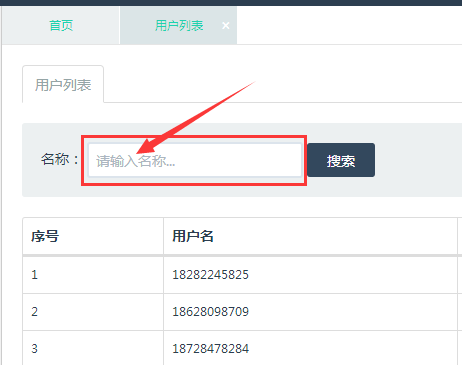 首页 用户列表 ×
用户列表
名称： 请输入名称... 搜索
序号 用户名
1 18282245825
2 18628098709
3 18728478284